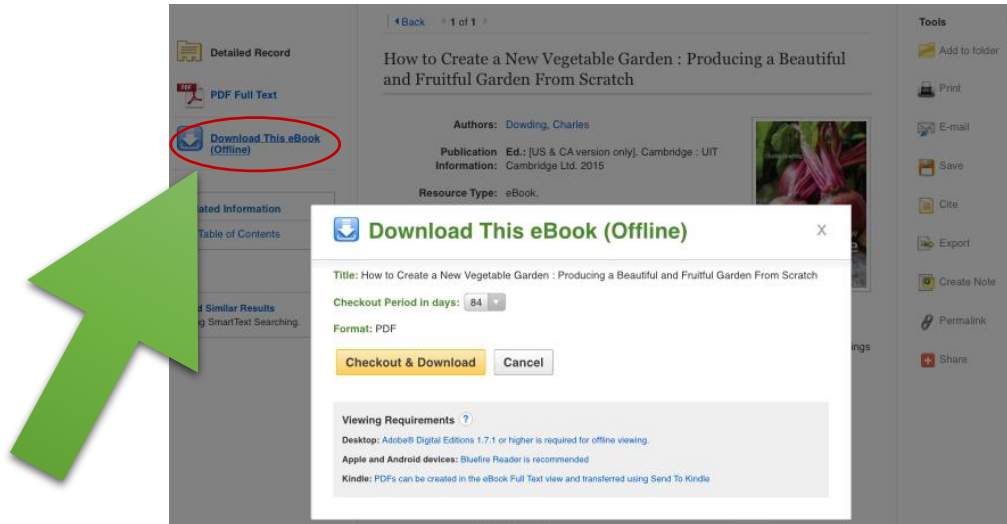 Back 1 of 1
Tools
Detailed Record
PDF Full Text
Download This eBook
(Offline)
ated Information
Table of Contents
d Similar Results
g SmartText Searching.
How to Create a New Vegetable Garden : Producing a Beautiful
and Fruitful Garden From Scratch
Authors: Dowding, Charles
Publication Information: Ed.: [US & CA version only]. Cambridge : UIT
Cambridge Ltd. 2015
Resource Type: eBook.
Add to folder
Print
E-mail
Save
Cite
Export
Create Note
Permalink
Share
ings
Download This eBook (Offline)
X
Title: How to Create a New Vegetable Garden : Producing a Beautiful and Fruitful Garden From Scratch
Checkout Period in days: 84
Format: PDF
Checkout & Download Cancel
Viewing Requirements ?
Desktop: Adobe® Digital Editions 1.7.1 or higher is required for offline viewing.
Apple and Android devices: Bluefire Reader is recommended
Kindle: PDFs can be created in the eBook Full Text view and transferred using Send To Kindle